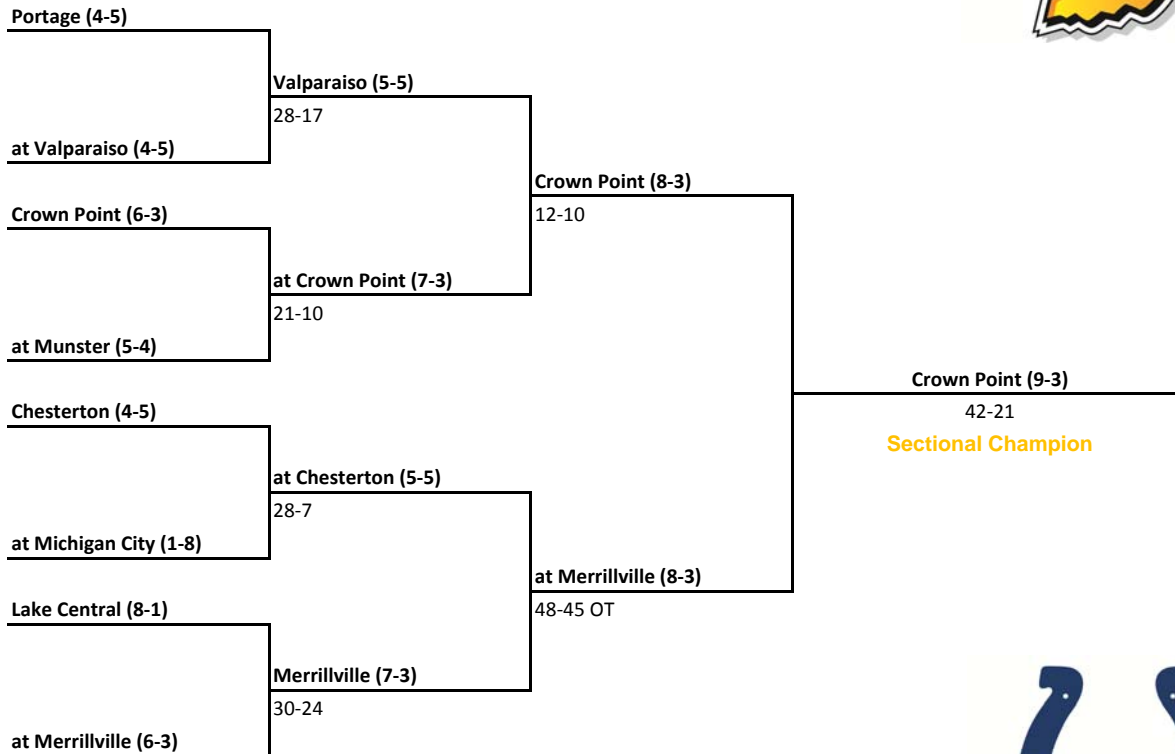 Portage (4-5)
Valparaiso (5-5)
28-17
at Valparaiso (4-5)
Crown Point (8-3)
12-10
Crown Point (6-3)
at Crown Point (7-3)
21-10
at Munster (5-4)
Crown Point (9-3)
42-21
Sectional Champion
Chesterton (4-5)
at Chesterton (5-5)
28-7
at Michigan City (1-8)
at Merrillville (8-3)
48-45 OT
Lake Central (8-1)
Merrillville (7-3)
30-24
at Merrillville (6-3)